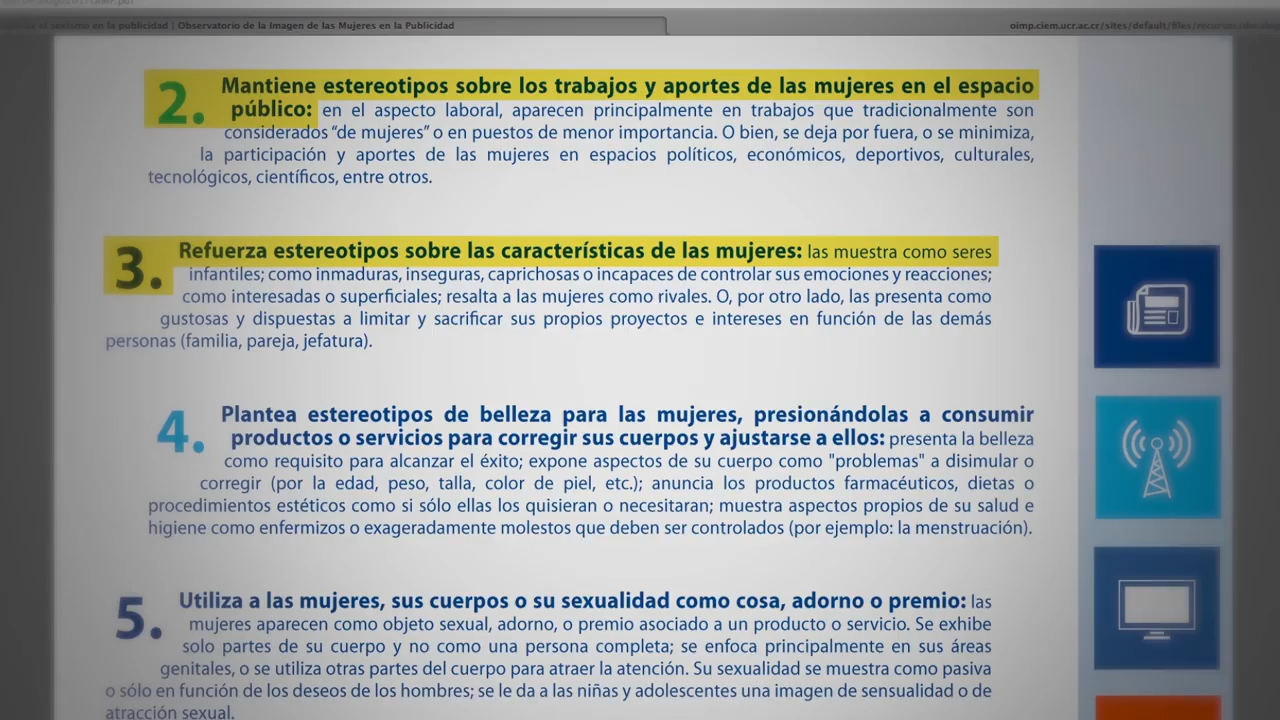 el sexismo en la publicidad | Observatorio de la Imagen de las Mujeres en la Publicidad
oimp.ciem.ucr.ac.cr/sites/default/files/recursos/
2. Mantiene estereotipos sobre los trabajos y aportes de las mujeres en el espacio
público: en el aspecto laboral, aparecen principalmente en trabajos que tradicionalmente son
considerados “de mujeres” o en puestos de menor importancia. O bien, se deja por fuera, o se minimiza,
la participación y aportes de las mujeres en espacios políticos, económicos, deportivos, culturales,
tecnológicos, científicos, entre otros.
3. Refuerza estereotipos sobre las características de las mujeres: las muestra como seres
infantiles; como inmaduras, inseguras, caprichosas o incapaces de controlar sus emociones y reacciones;
como interesadas o superficiales; resalta a las mujeres como rivales. O, por otro lado, las presenta como
gustosas y dispuestas a limitar y sacrificar sus propios proyectos e intereses en función de las demás
personas (familia, pareja, jefatura).
4. Plantea estereotipos de belleza para las mujeres, presionándolas a consumir
productos o servicios para corregir sus cuerpos y ajustarse a ellos: presenta la belleza
como requisito para alcanzar el éxito; expone aspectos de su cuerpo como "problemas" a disimular o
corregir (por la edad, peso, talla, color de piel, etc.); anuncia los productos farmacéuticos, dietas o
procedimientos estéticos como si sólo ellas los quisieran o necesitaran; muestra aspectos propios de su salud e
higiene como enfermizos o exageradamente molestos que deben ser controlados (por ejemplo: la menstruación).
5. Utiliza a las mujeres, sus cuerpos o su sexualidad como cosa, adorno o premio: las
mujeres aparecen como objeto sexual, adorno, o premio asociado a un producto o servicio. Se exhibe
solo partes de su cuerpo y no como una persona completa; se enfoca principalmente en sus áreas
genitales, o se utiliza otras partes del cuerpo para atraer la atención. Su sexualidad se muestra como pasiva
o sólo en función de los deseos de los hombres; se le da a las niñas y adolescentes una imagen de sensualidad o de
atracción sexual.